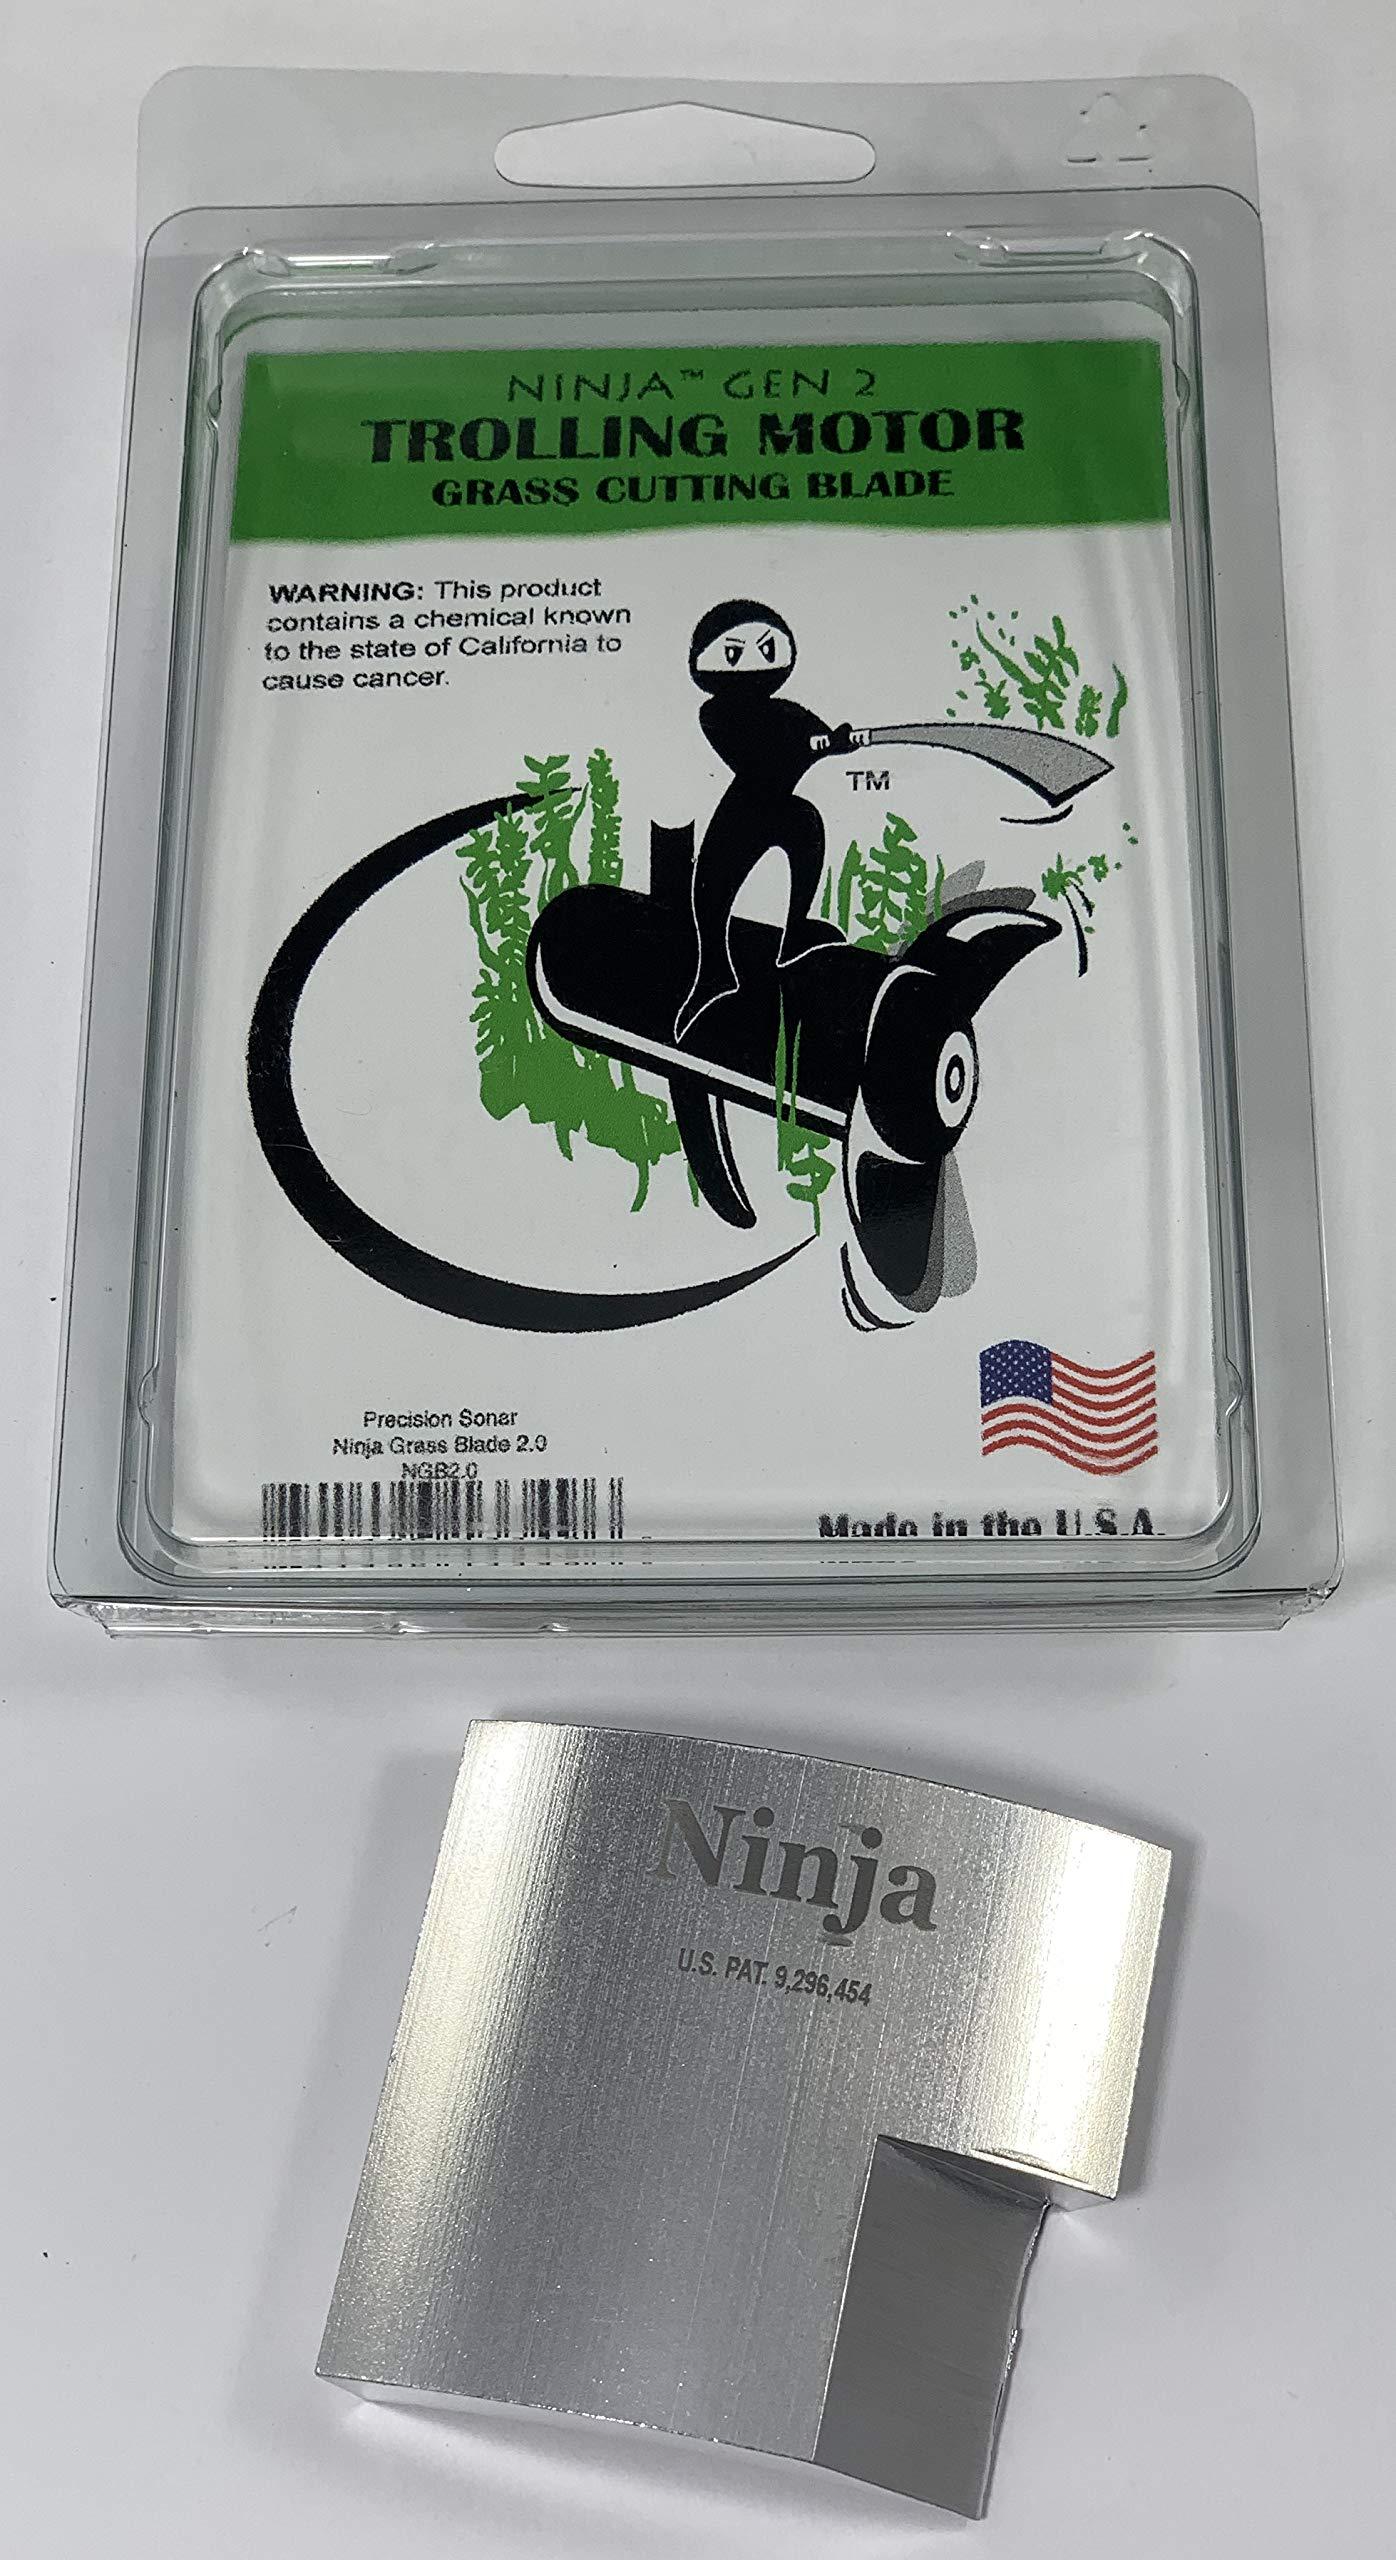 NINJA™ GEN 2
TROLLING MOTOR
GRASS CUTTING BLADE
WARNING: This product
contains a chemical known
to the state of California to
cause cancer.
TM
Precision Sonar
Ninja Grass Blade 2.0
NGB2.0
Made in the U.S.A.
Ninja
U.S. PAT. 9,296,454